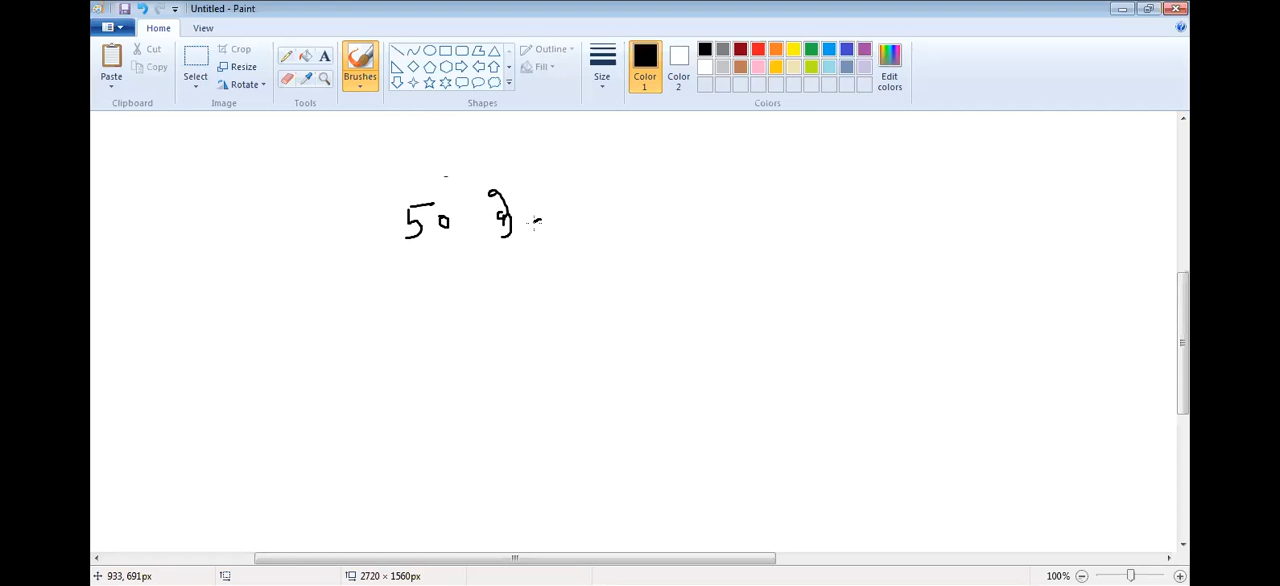 Untitled - Paint
Home
View
Paste
Cut
Copy
Clipboard
Select
Crop
Resize
Rotate
Image
Tools
Brushes
Shapes
Outline
Fill
Size
Color 1
Color 2
Edit colors
Colors
50
933, 691px
2720 × 1560px
100%